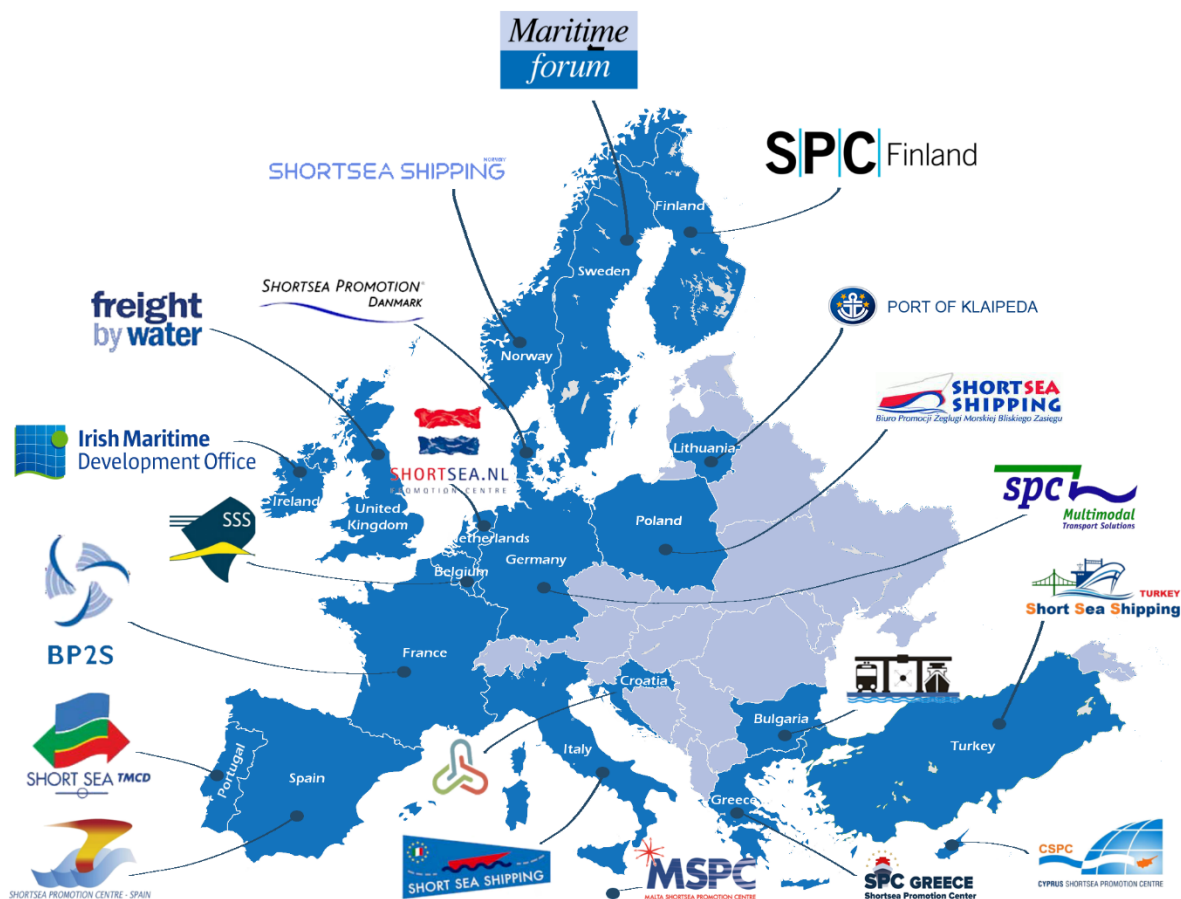 Maritime
forum
SHORTSEA SHIPPING
NORWAY
SPC Finland
Finland
Sweden
SHORTSEA PROMOTION®
DANMARK
freight
by water
PORT OF KLAIPEDA
Norway
SHORTSEA
SHIPPING
Biuro Promocji Żeglugi Morskiej Bliskiego Zasięgu
Irish Maritime
Development Office
SHORTSEA.NL
PROMOTION CENTRE
Lithuania
Ireland
United
Kingdom
SSS
spc
Multimodal
Transport Solutions
Poland
Netherlands
Germany
Belgium
TURKEY
Short Sea Shipping
BP2S
France
Croatia
Bulgaria
Turkey
Italy
Portugal
Spain
SHORT SEA TMCD
Greece
SHORTSEA PROMOTION CENTRE - SPAIN
SHORT SEA SHIPPING
MSPC
MALTA SHORTSEA PROMOTION CENTRE
SPC GREECE
Shortsea Promotion Center
CSPC
CYPRUS SHORTSEA PROMOTION CENTRE